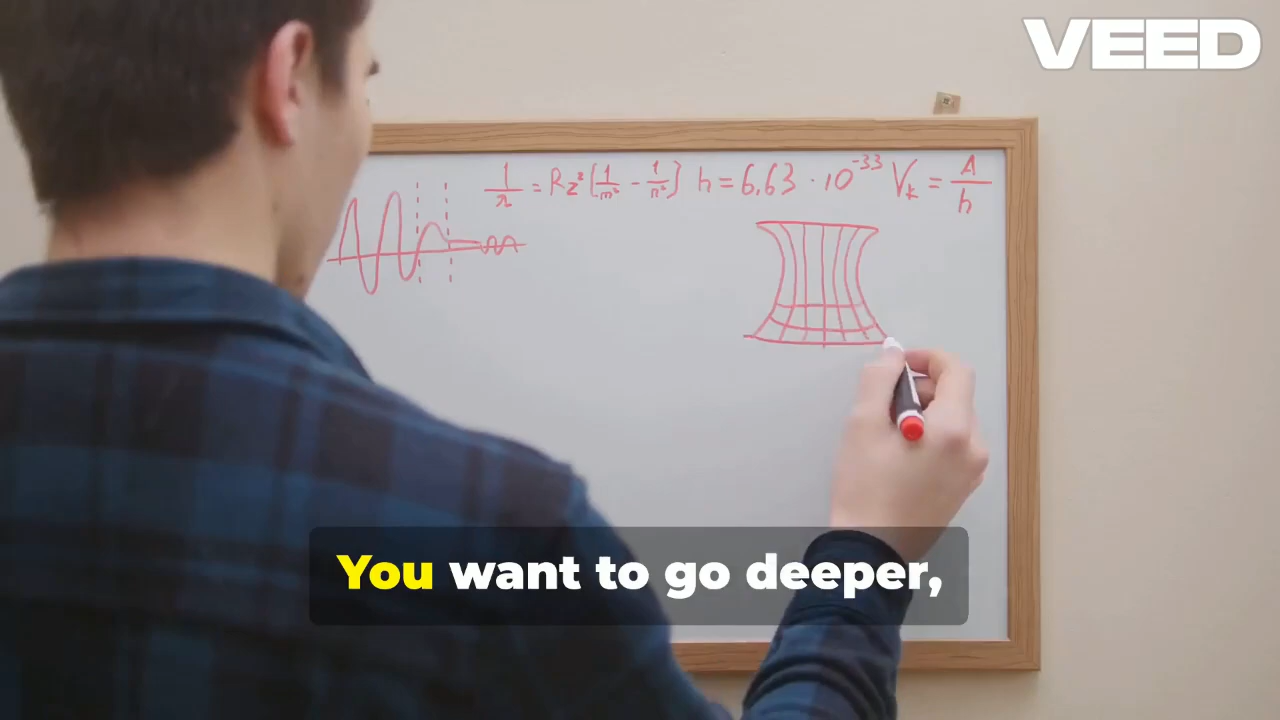 VEED
1/λ = Rz²(1/m² - 1/n²) h = 6,63 · 10⁻³³ Vₖ = A/h
You want to go deeper,